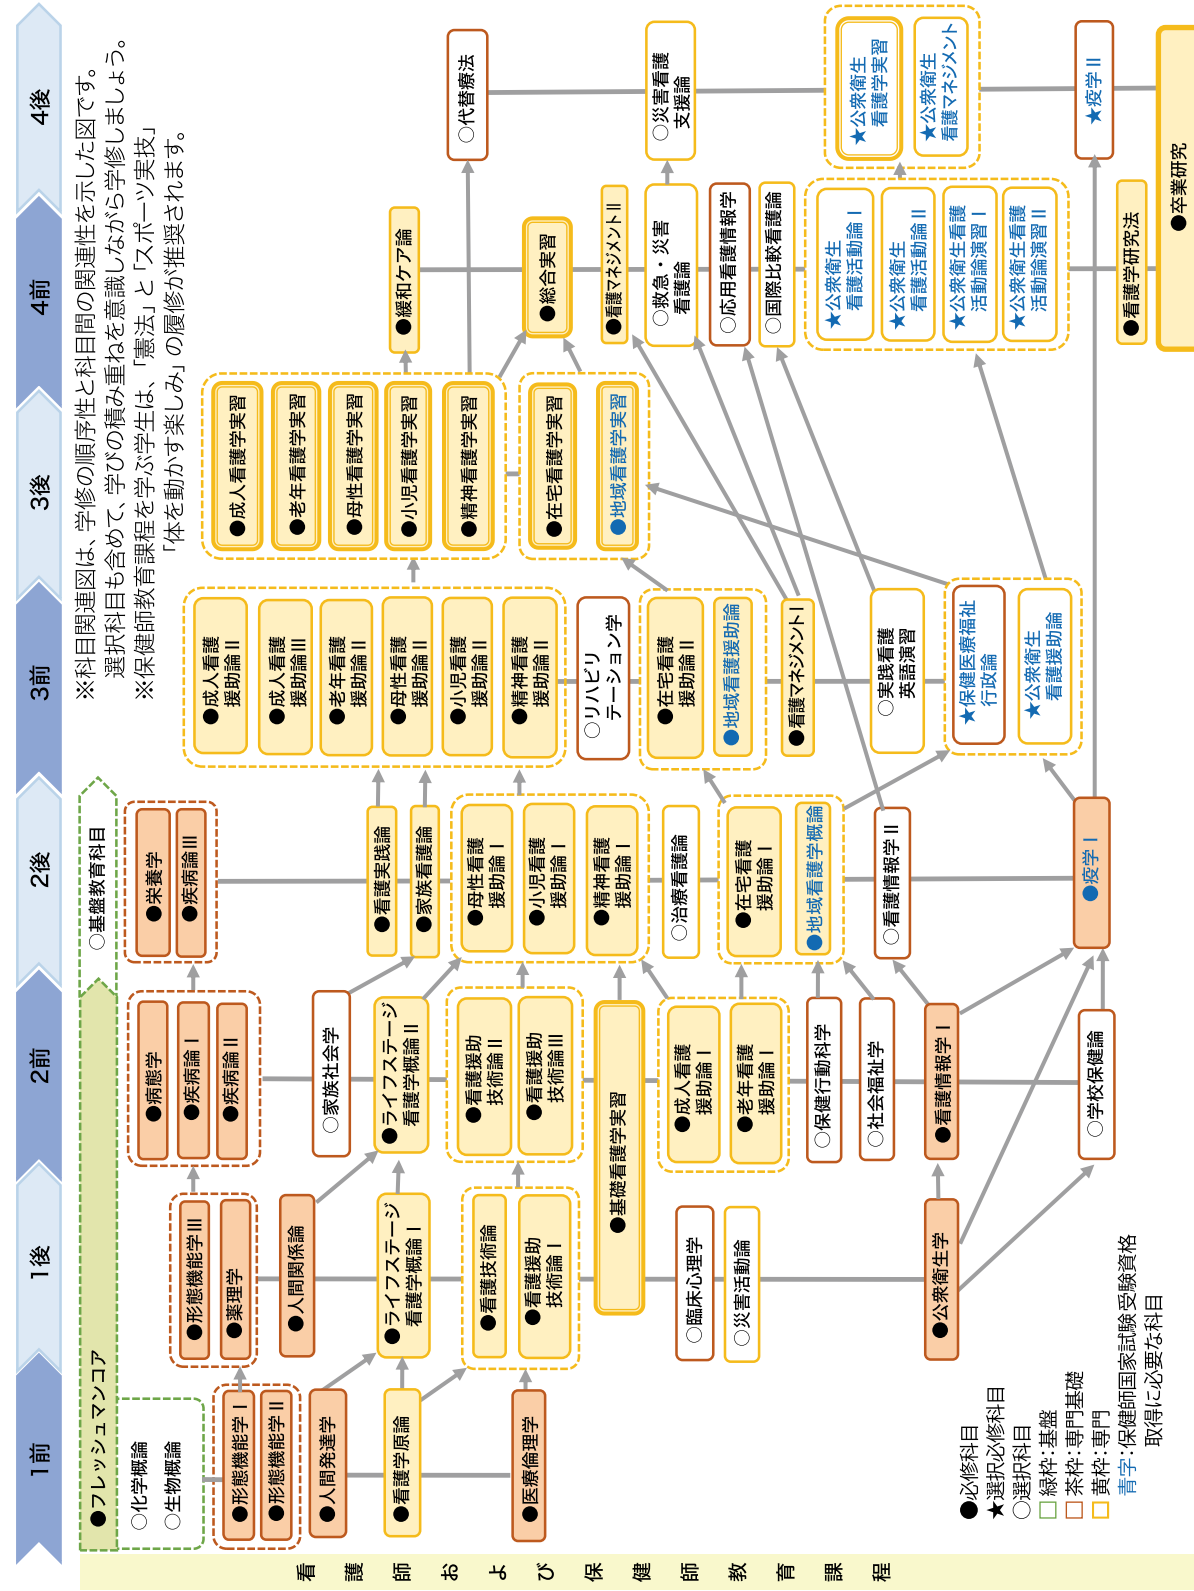 1前
1後
2前
2後
3前
3後
4前
4後
※科目関連図は、学修の順序性と科目間の関連性を示した図です。
選択科目も含めて、学びの積み重ねを意識しながら学修しましょう。
※保健師教育課程を学ぶ学生は、「憲法」と「スポーツ実技」
「体を動かす楽しみ」の履修が推奨されます。
看護師および保健師教育課程
●フレッシュマンコア
○基盤教育科目
○化学概論
○生物概論
●形態機能学Ⅰ
●形態機能学Ⅱ
●人間発達学
●看護学原論
●医療倫理学
●形態機能学Ⅲ
●薬理学
●人間関係論
●ライフステージ
看護学概論Ⅰ
●看護技術論
●看護援助
技術論Ⅰ
●基礎看護学実習
○臨床心理学
○災害活動論
●公衆衛生学
●病態学
●疾病論Ⅰ
●疾病論Ⅱ
○家族社会学
●ライフステージ
看護学概論Ⅱ
●看護援助
技術論Ⅱ
●看護援助
技術論Ⅲ
●成人看護
援助論Ⅰ
●老年看護
援助論Ⅰ
○保健行動科学
○社会福祉学
●看護情報学Ⅰ
○学校保健論
●栄養学
●疾病論Ⅲ
●看護実践論
●家族看護論
●母性看護
援助論Ⅰ
●小児看護
援助論Ⅰ
●精神看護
援助論Ⅰ
○治療看護論
●在宅看護
援助論Ⅰ
●地域看護学概論
○看護情報学Ⅱ
●疫学Ⅰ
●成人看護
援助論Ⅱ
●成人看護
援助論Ⅲ
●老年看護
援助論Ⅱ
●母性看護
援助論Ⅱ
●小児看護
援助論Ⅱ
●精神看護
援助論Ⅱ
○リハビリ
テーション学
●在宅看護
援助論Ⅱ
●地域看護援助論
●看護マネジメントⅠ
○実践看護
英語演習
★保健医療福祉
行政論
★公衆衛生
看護援助論
●成人看護学実習
●老年看護学実習
●母性看護学実習
●小児看護学実習
●精神看護学実習
●在宅看護学実習
●地域看護学実習
●緩和ケア論
●総合実習
●看護マネジメントⅡ
○救急・災害
看護論
○応用看護情報学
○国際比較看護論
★公衆衛生
看護活動論Ⅰ
★公衆衛生
看護活動論Ⅱ
★公衆衛生看護
活動論演習Ⅰ
★公衆衛生看護
活動論演習Ⅱ
●看護学研究法
●卒業研究
○代替療法
○災害看護
支援論
★公衆衛生
看護学実習
★公衆衛生
看護マネジメント
★疫学Ⅱ
●必修科目
★選択必修科目
○選択科目
□緑枠：基盤
□茶枠：専門基礎
□黄枠：専門
青字：保健師国家試験受験資格
取得に必要な科目